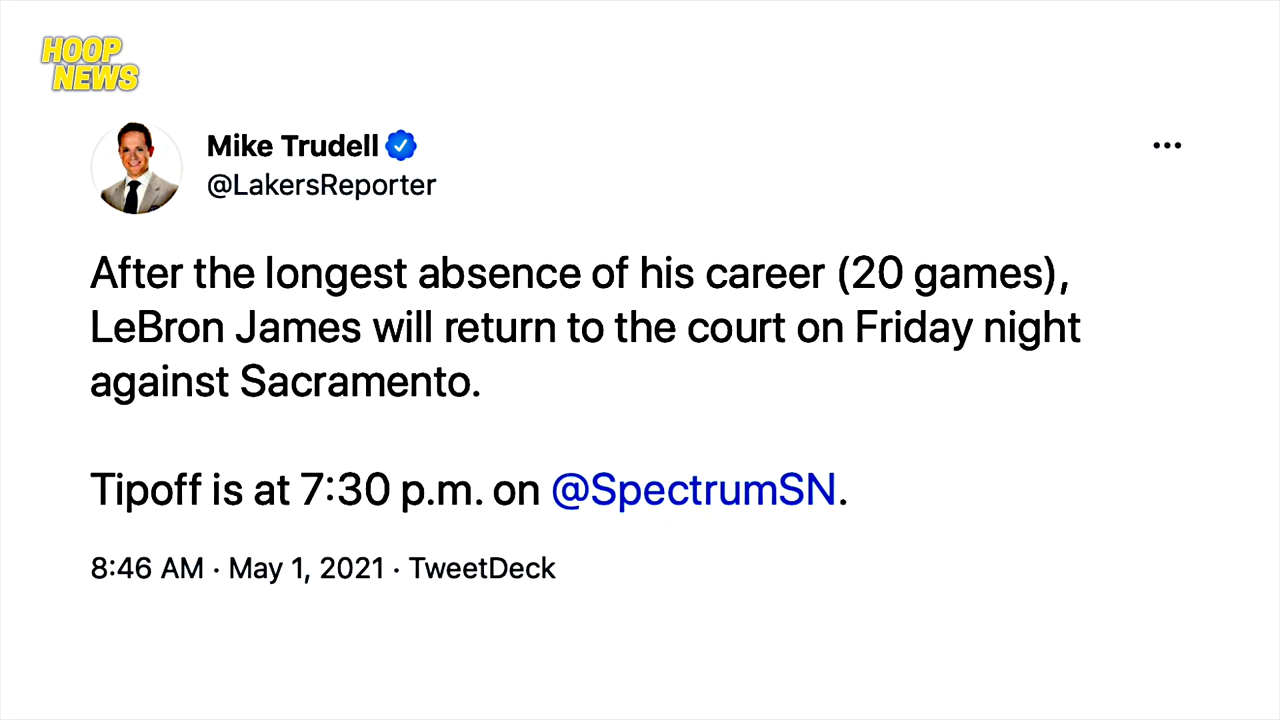 HOOP
NEWS
Mike Trudell
@LakersReporter
After the longest absence of his career (20 games),
LeBron James will return to the court on Friday night
against Sacramento.
Tipoff is at 7:30 p.m. on @SpectrumSN.
8:46 AM · May 1, 2021 · TweetDeck